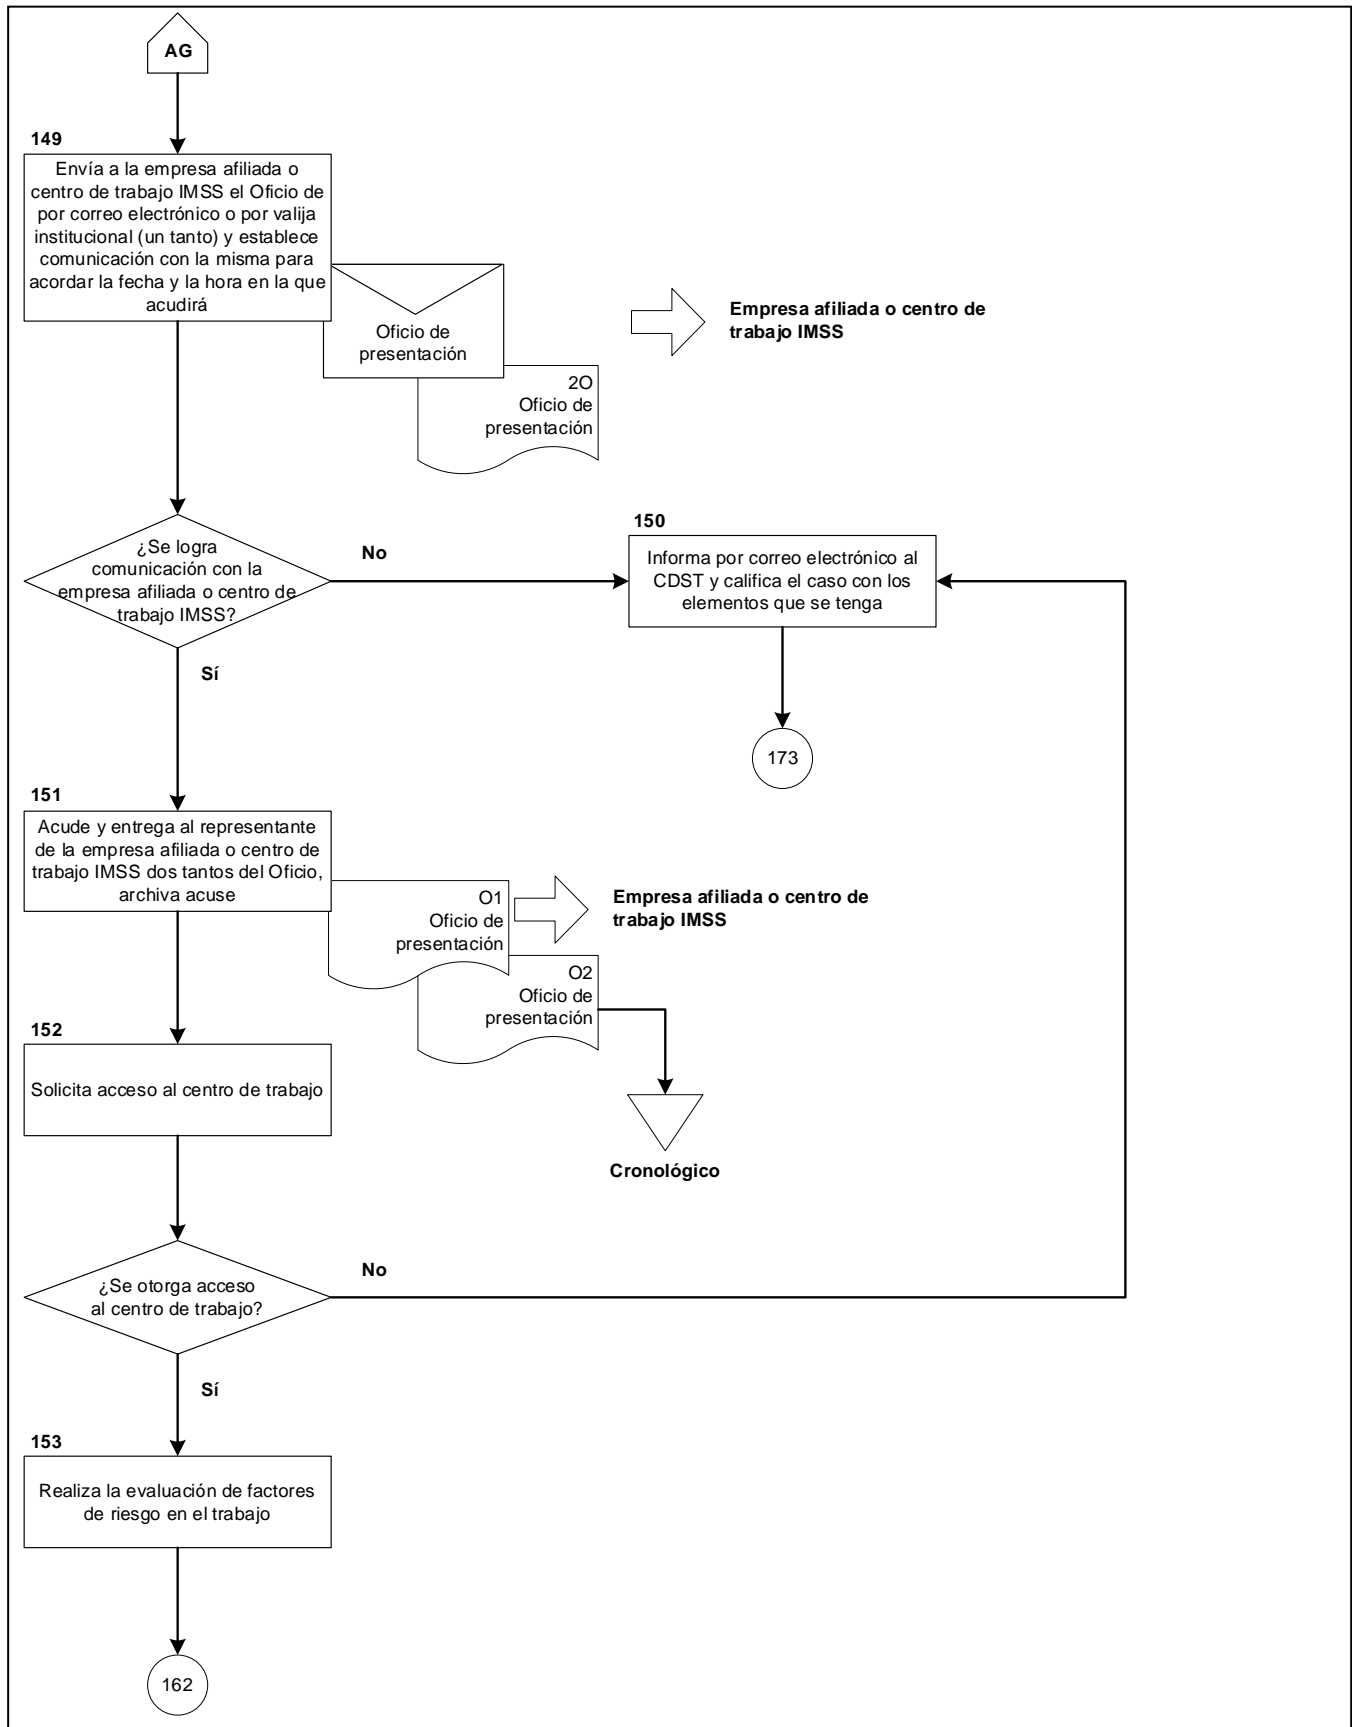 AG
149
Envía a la empresa afiliada o
centro de trabajo IMSS el Oficio de
por correo electrónico o por valija
institucional (un tanto) y establece
comunicación con la misma para
acordar la fecha y la hora en la que
acudirá
Oficio de
presentación
Empresa afiliada o centro de
trabajo IMSS
2O
Oficio de
presentación
¿Se logra
comunicación con la
empresa afiliada o centro de
trabajo IMSS?
No
150
Informa por correo electrónico al
CDST y califica el caso con los
elementos que se tenga
Sí
173
151
Acude y entrega al representante
de la empresa afiliada o centro de
trabajo IMSS dos tantos del Oficio,
archiva acuse
O1
Oficio de
presentación
Empresa afiliada o centro de
trabajo IMSS
O2
Oficio de
presentación
152
Solicita acceso al centro de trabajo
Cronológico
¿Se otorga acceso
al centro de trabajo?
No
Sí
153
Realiza la evaluación de factores
de riesgo en el trabajo
162